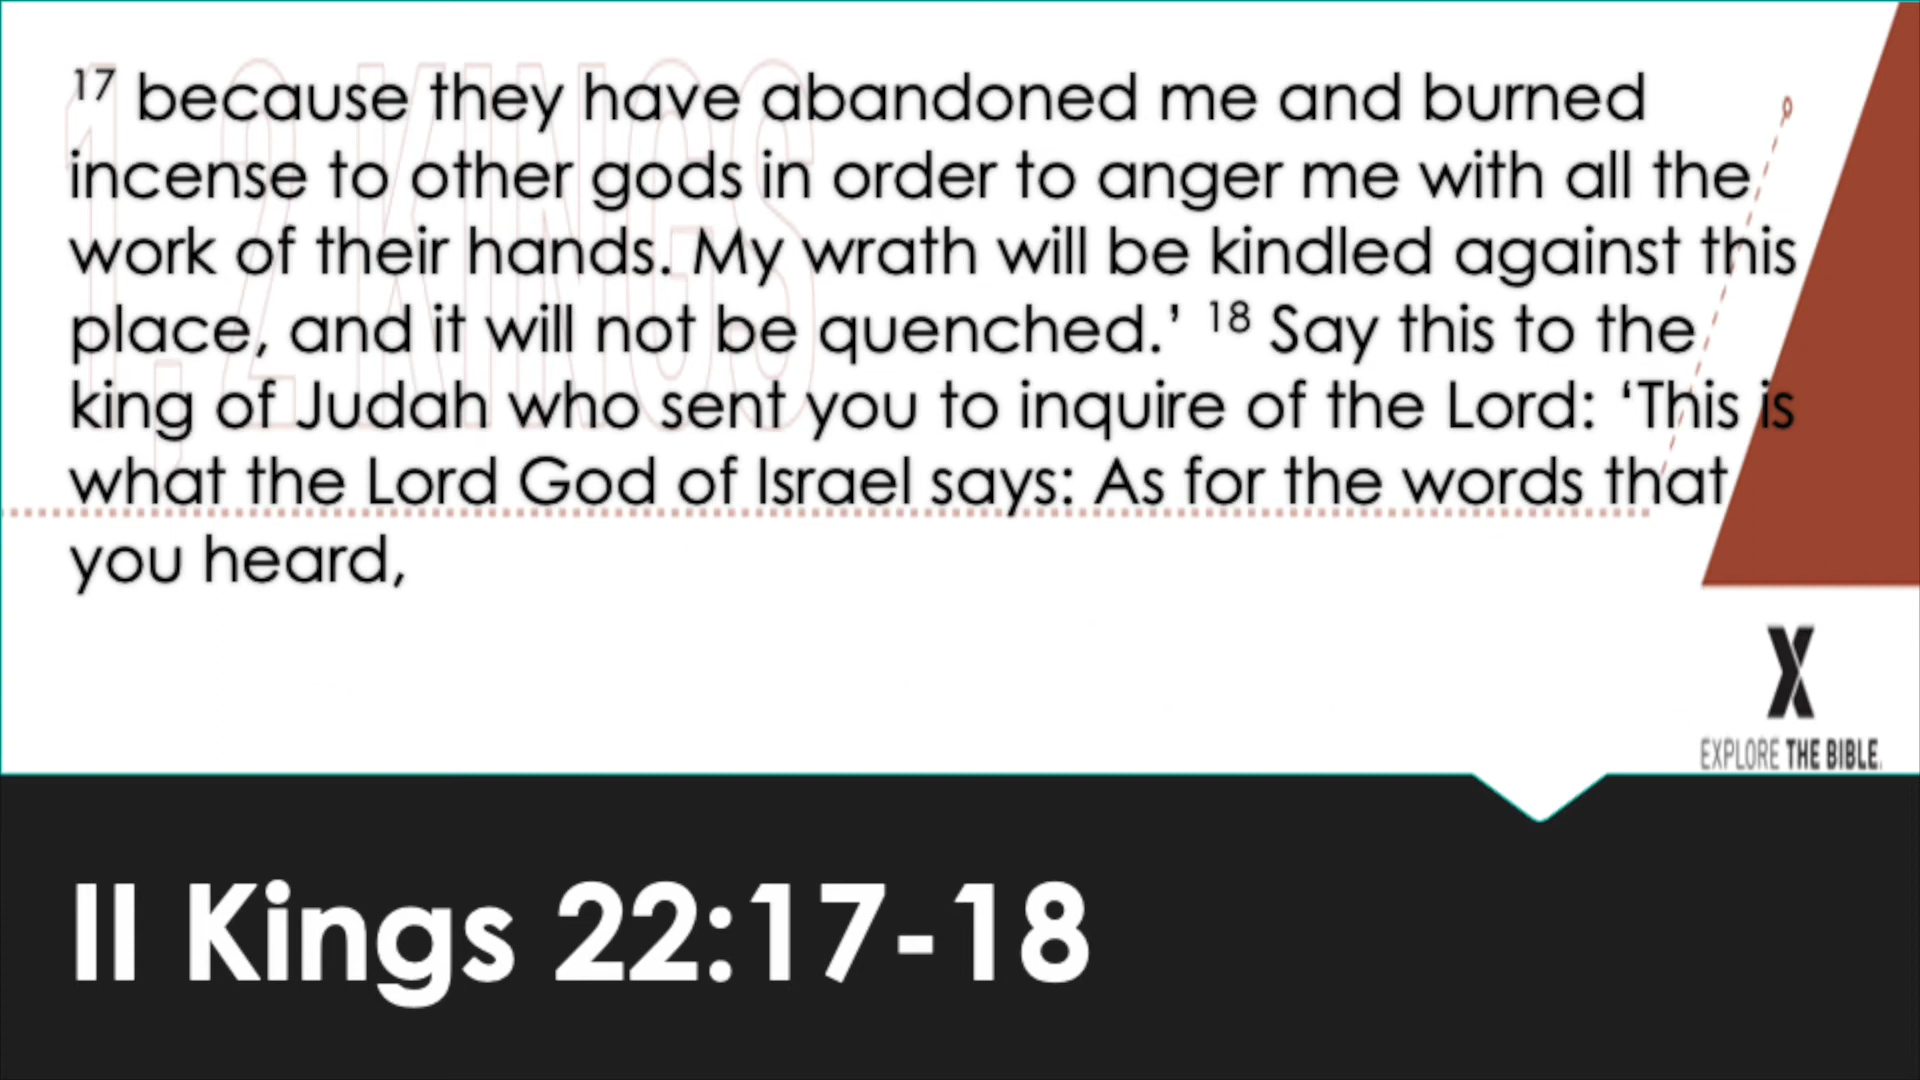 1, 2 KINGS
17 because they have abandoned me and burned
incense to other gods in order to anger me with all the
work of their hands. My wrath will be kindled against this
place, and it will not be quenched.’ 18 Say this to the
king of Judah who sent you to inquire of the Lord: ‘This is
what the Lord God of Israel says: As for the words that
you heard,
X
EXPLORE THE BIBLE.
II Kings 22:17-18